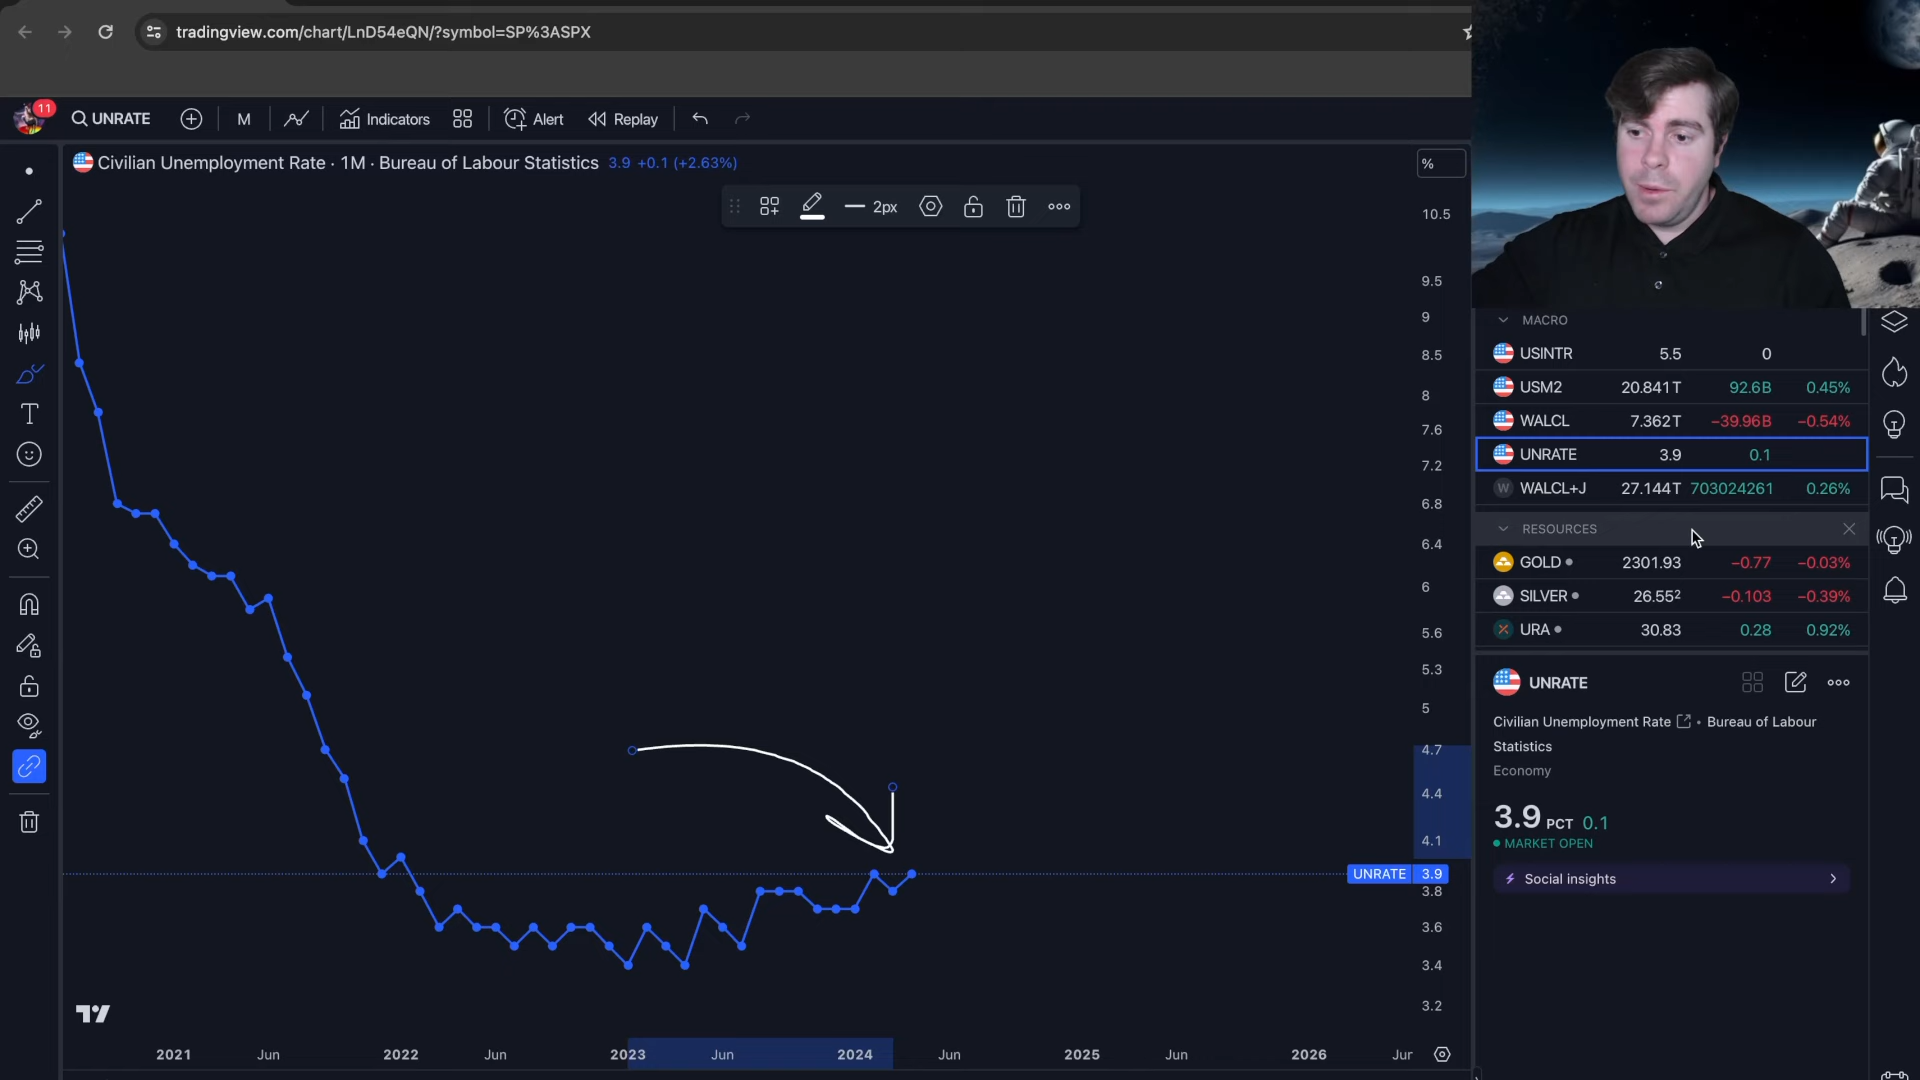 tradingview.com/chart/LnD54eQN/?symbol=SP%3ASPX
11
UNRATE
M
Indicators
Alert
Replay
Civilian Unemployment Rate · 1M · Bureau of Labour Statistics 3.9 +0.1 (+2.63%)
%
2px
10.5
9.5
9
8.5
8
7.6
7.2
6.8
6.4
6
5.6
5.3
5
4.7
4.4
4.1
UNRATE 3.9
3.8
3.6
3.4
3.2
2021 Jun 2022 Jun 2023 Jun 2024 Jun 2025 Jun 2026 Jur
MACRO
USINTR 5.5 0
USM2 20.841T 92.6B 0.45%
WALCL 7.362T −39.96B −0.54%
UNRATE 3.9 0.1
W WALCL+J 27.144T 703024261 0.26%
RESOURCES
GOLD 2301.93 −0.77 −0.03%
SILVER 26.55² −0.103 −0.39%
URA 30.83 0.28 0.92%
UNRATE
Civilian Unemployment Rate • Bureau of Labour
Statistics
Economy
3.9 PCT 0.1
MARKET OPEN
Social insights